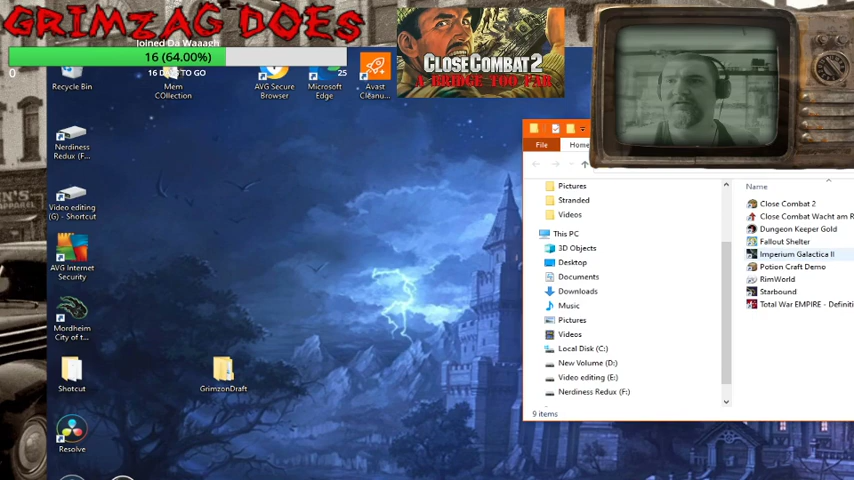 GRIMZAG DOES
Joined Da Waaagh
16 (64.00%)
0
16 DAYS TO GO
25
CLOSE COMBAT 2
A BRIDGE TOO FAR
Recycle Bin
Mem
COllection
AVG Secure
Browser
Microsoft
Edge
Avast
Cleanu...
Nerdiness
Redux (F...
Video editing
(G) - Shortcut
AVG Internet
Security
Mordheim
City of t...
Shotcut
GrimzonDraft
Resolve
File
Home
Pictures
Stranded
Videos
This PC
3D Objects
Desktop
Documents
Downloads
Music
Pictures
Videos
Local Disk (C:)
New Volume (D:)
Video editing (E:)
Nerdiness Redux (F:)
9 items
Name
Close Combat 2
Close Combat Wacht am R
Dungeon Keeper Gold
Fallout Shelter
Imperium Galactica II
Potion Craft Demo
RimWorld
Starbound
Total War EMPIRE - Definiti